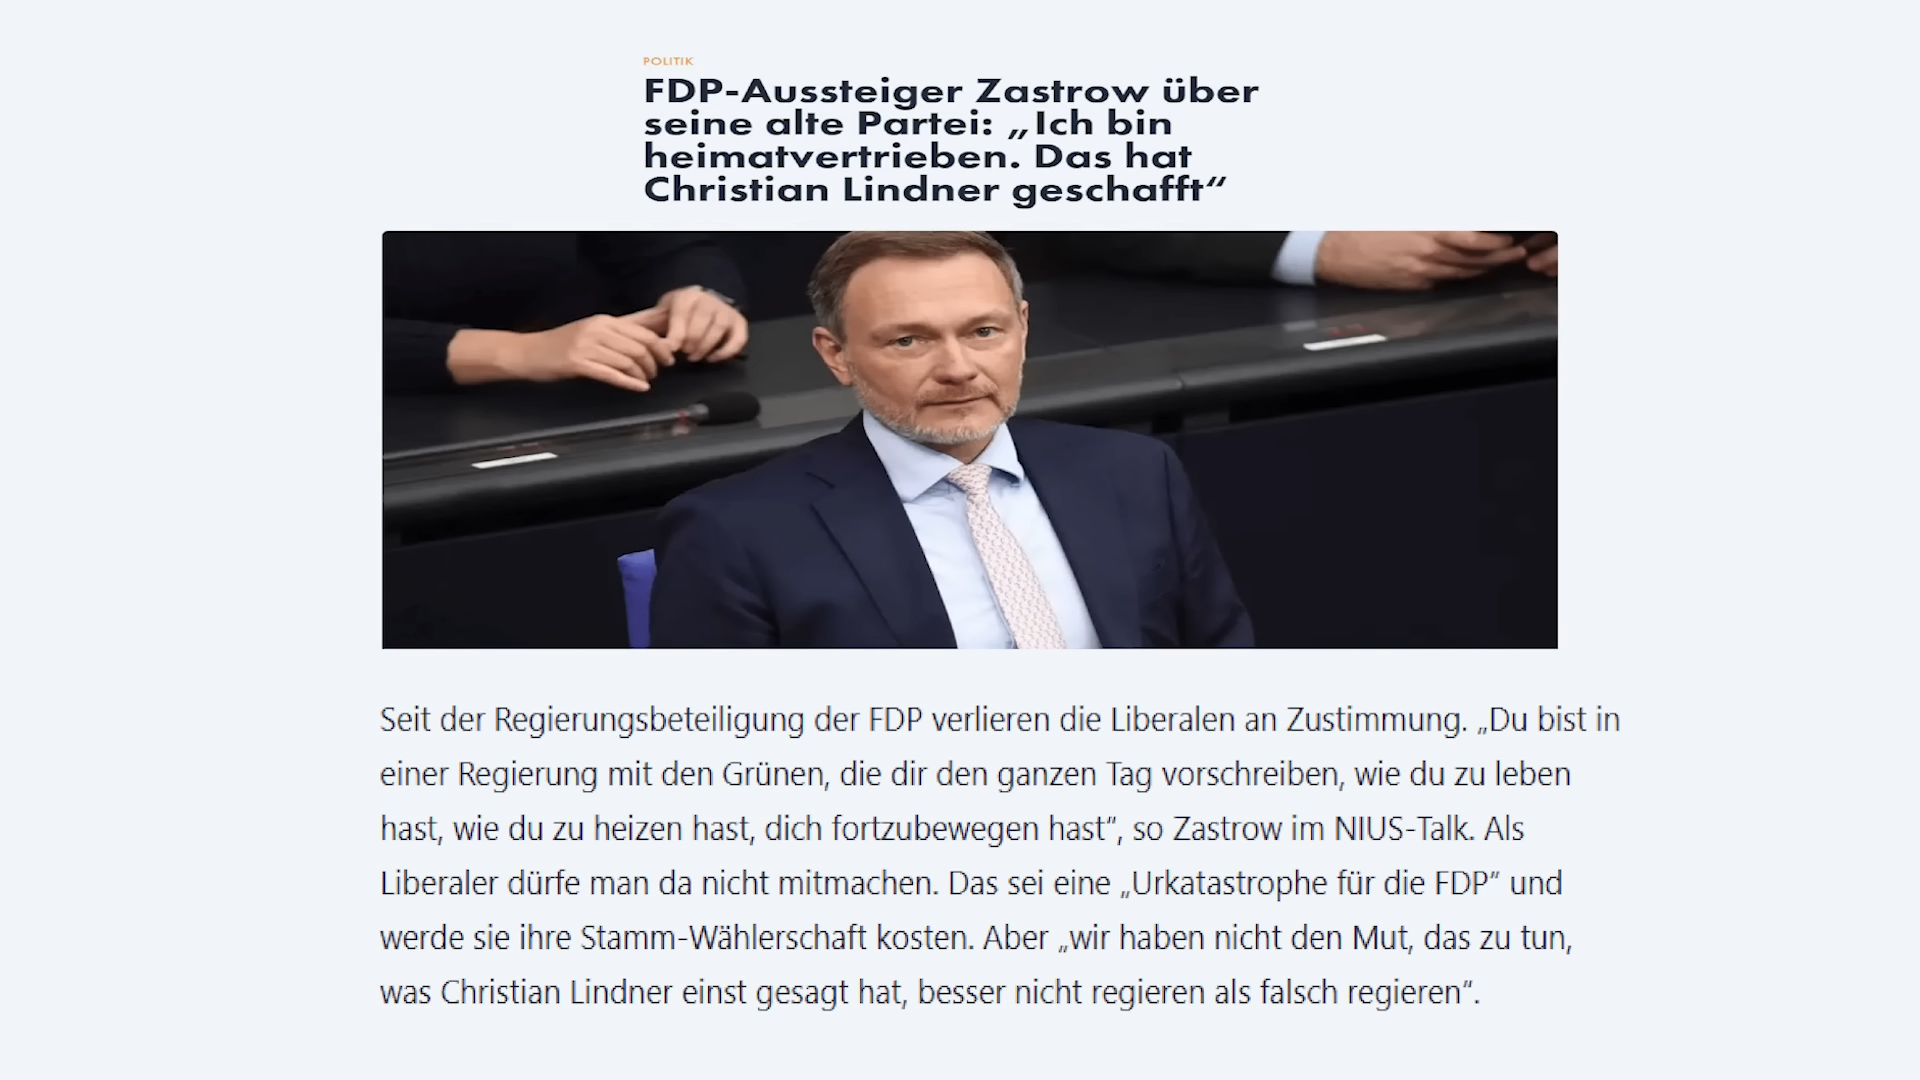 POLITIK
FDP-Aussteiger Zastrow über
seine alte Partei: „Ich bin
heimatvertrieben. Das hat
Christian Lindner geschafft“
Seit der Regierungsbeteiligung der FDP verlieren die Liberalen an Zustimmung. „Du bist in
einer Regierung mit den Grünen, die dir den ganzen Tag vorschreiben, wie du zu leben
hast, wie du zu heizen hast, dich fortzubewegen hast“, so Zastrow im NIUS-Talk. Als
Liberaler dürfe man da nicht mitmachen. Das sei eine „Urkatastrophe für die FDP“ und
werde sie ihre Stamm-Wählerschaft kosten. Aber „wir haben nicht den Mut, das zu tun,
was Christian Lindner einst gesagt hat, besser nicht regieren als falsch regieren“.